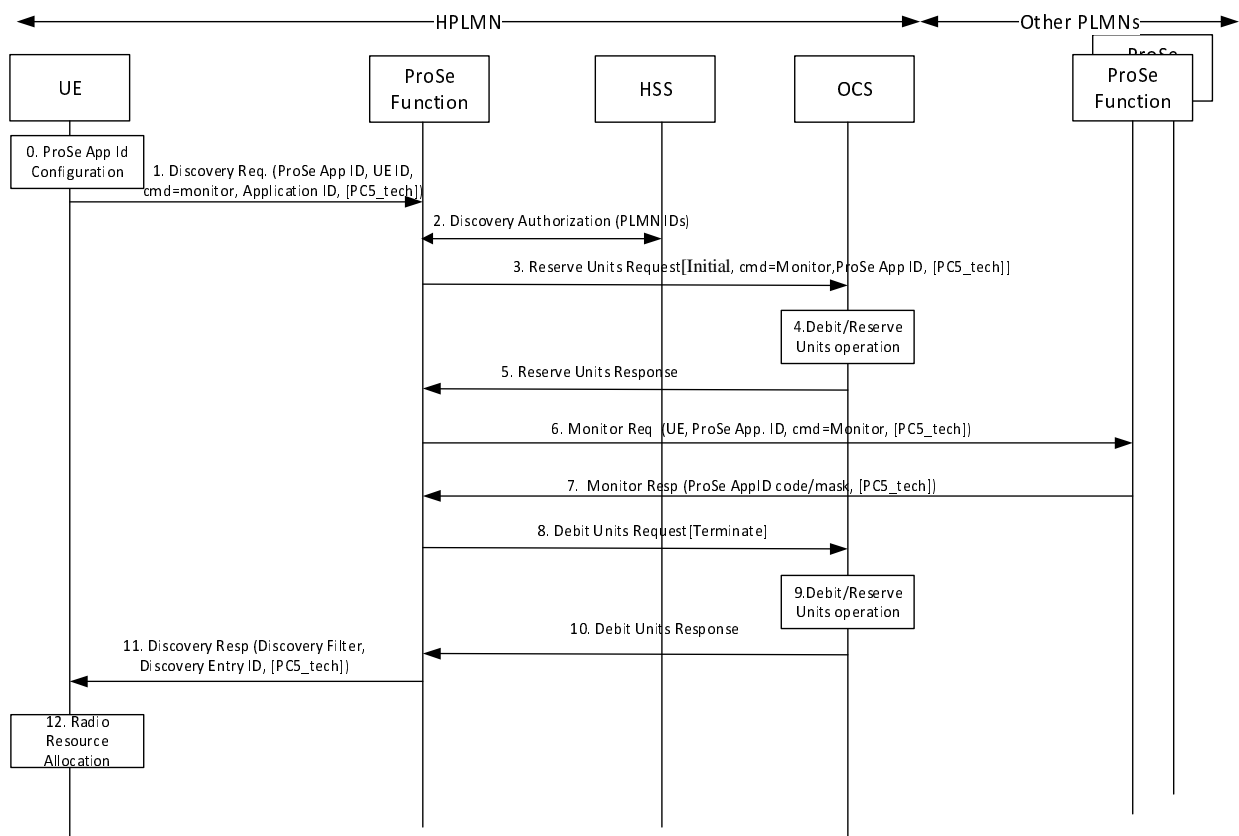 HPLMN
Other PLMNs
UE
ProSe
Function
HSS
OCS
ProSe
ProSe
Function
0. ProSe App Id
Configuration
1. Discovery Req. (ProSe App ID, UE ID,
cmd=monitor, Application ID, [PC5_tech])
2. Discovery Authorization (PLMN IDs)
3. Reserve Units Request[Initial, cmd=Monitor,ProSe App ID, [PC5_tech]]
4.Debit/Reserve
Units operation
5. Reserve Units Response
6. Monitor Req (UE, ProSe App. ID, cmd=Monitor, [PC5_tech])
7. Monitor Resp (ProSe AppID code/mask, [PC5_tech])
8. Debit Units Request[Terminate]
9.Debit/Reserve
Units operation
10. Debit Units Response
11. Discovery Resp (Discovery Filter,
Discovery Entry ID, [PC5_tech])
12. Radio
Resource
Allocation